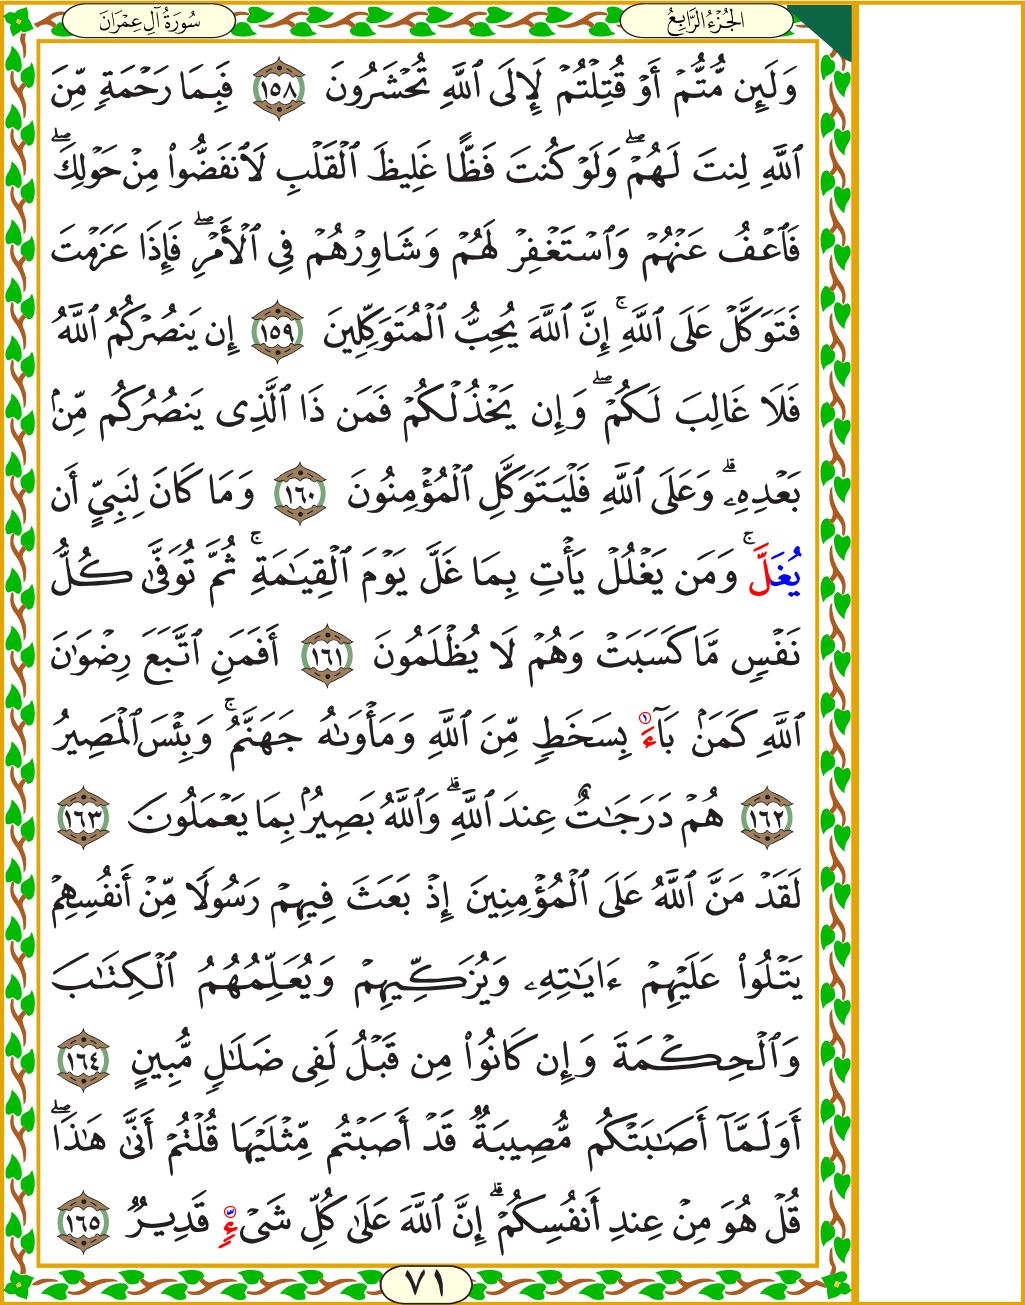 سُورَةُ آلِ عِمْرَانَ
الجُزْءُ الرَّابِعُ
وَلَئِن مُّتُّمْ أَوْ قُتِلْتُمْ لَإِلَى ٱللَّهِ تُحْشَرُونَ ١٥٨ فَبِمَا رَحْمَةٍ مِّنَ
ٱللَّهِ لِنتَ لَهُمْ ۖ وَلَوْ كُنتَ فَظًّا غَلِيظَ ٱلْقَلْبِ لَٱنفَضُّوا۟ مِنْ حَوْلِكَ ۖ
فَٱعْفُ عَنْهُمْ وَٱسْتَغْفِرْ لَهُمْ وَشَاوِرْهُمْ فِى ٱلْأَمْرِ ۖ فَإِذَا عَزَمْتَ
فَتَوَكَّلْ عَلَى ٱللَّهِ ۚ إِنَّ ٱللَّهَ يُحِبُّ ٱلْمُتَوَكِّلِينَ ١٥٩ إِن يَنصُرْكُمُ ٱللَّهُ
فَلَا غَالِبَ لَكُمْ ۖ وَإِن يَخْذُلْكُمْ فَمَن ذَا ٱلَّذِى يَنصُرُكُم مِّنۢ
بَعْدِهِۦ ۗ وَعَلَى ٱللَّهِ فَلْيَتَوَكَّلِ ٱلْمُؤْمِنُونَ ١٦٠ وَمَا كَانَ لِنَبِىٍّ أَن
يُغَلَّ ۚ وَمَن يَغْلُلْ يَأْتِ بِمَا غَلَّ يَوْمَ ٱلْقِيَٰمَةِ ۚ ثُمَّ تُوَفَّىٰ كُلُّ
نَفْسٍ مَّا كَسَبَتْ وَهُمْ لَا يُظْلَمُونَ ١٦١ أَفَمَنِ ٱتَّبَعَ رِضْوَٰنَ
ٱللَّهِ كَمَنۢ بَآءَ ١ بِسَخَطٍ مِّنَ ٱللَّهِ وَمَأْوَىٰهُ جَهَنَّمُ ۚ وَبِئْسَ ٱلْمَصِيرُ
١٦٢ هُمْ دَرَجَٰتٌ عِندَ ٱللَّهِ ۗ وَٱللَّهُ بَصِيرٌۢ بِمَا يَعْمَلُونَ ١٦٣
لَقَدْ مَنَّ ٱللَّهُ عَلَى ٱلْمُؤْمِنِينَ إِذْ بَعَثَ فِيهِمْ رَسُولًا مِّنْ أَنفُسِهِمْ
يَتْلُوا۟ عَلَيْهِمْ ءَايَٰتِهِۦ وَيُزَكِّيهِمْ وَيُعَلِّمُهُمُ ٱلْكِتَٰبَ
وَٱلْحِكْمَةَ وَإِن كَانُوا۟ مِن قَبْلُ لَفِى ضَلَٰلٍ مُّبِينٍ ١٦٤
أَوَلَمَّآ أَصَٰبَتْكُم مُّصِيبَةٌ قَدْ أَصَبْتُم مِّثْلَيْهَا قُلْتُمْ أَنَّىٰ هَٰذَا ۖ
قُلْ هُوَ مِنْ عِندِ أَنفُسِكُمْ ۗ إِنَّ ٱللَّهَ عَلَىٰ كُلِّ شَىْءٍ قَدِيرٌ ١٦٥
٧١